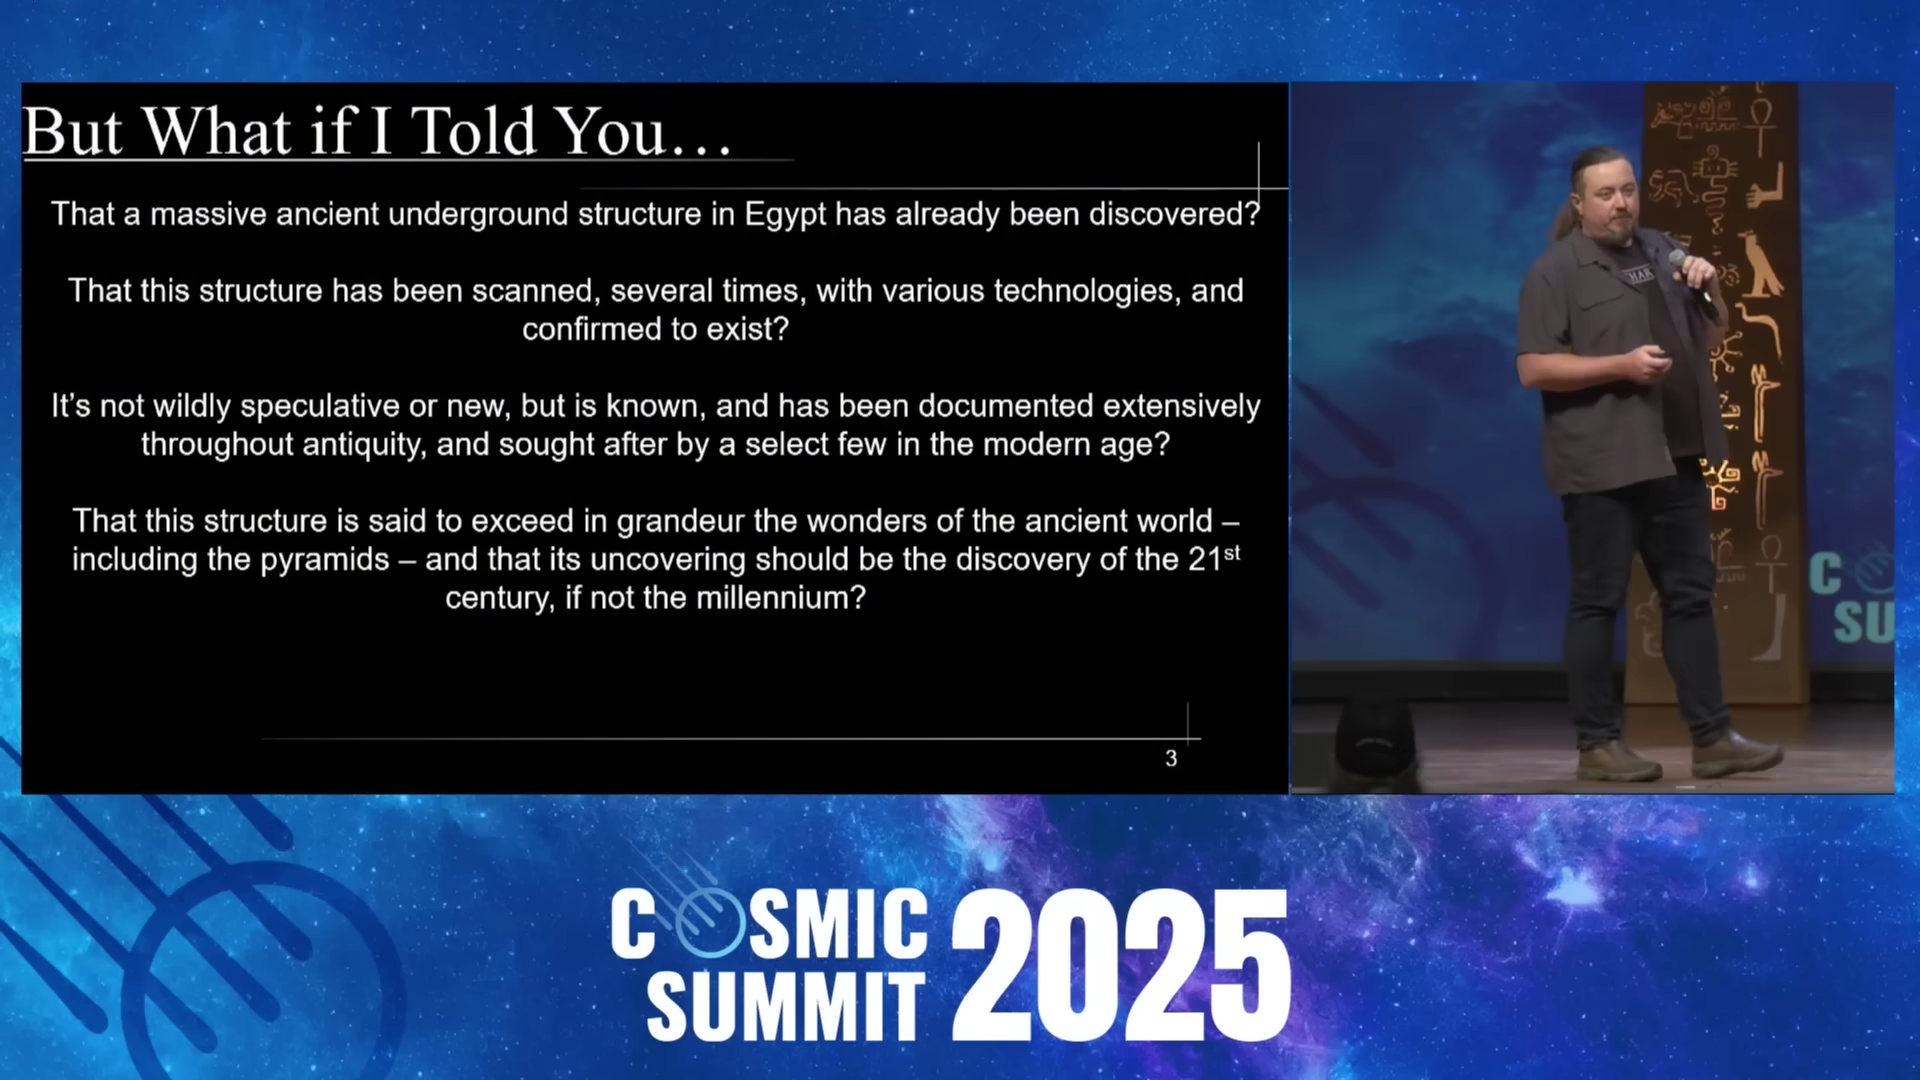 But What if I Told You...
That a massive ancient underground structure in Egypt has already been discovered?
That this structure has been scanned, several times, with various technologies, and
confirmed to exist?
It's not wildly speculative or new, but is known, and has been documented extensively
throughout antiquity, and sought after by a select few in the modern age?
That this structure is said to exceed in grandeur the wonders of the ancient world –
including the pyramids – and that its uncovering should be the discovery of the 21st
century, if not the millennium?
3
HAR
C
SU
COSMIC
SUMMIT 2025